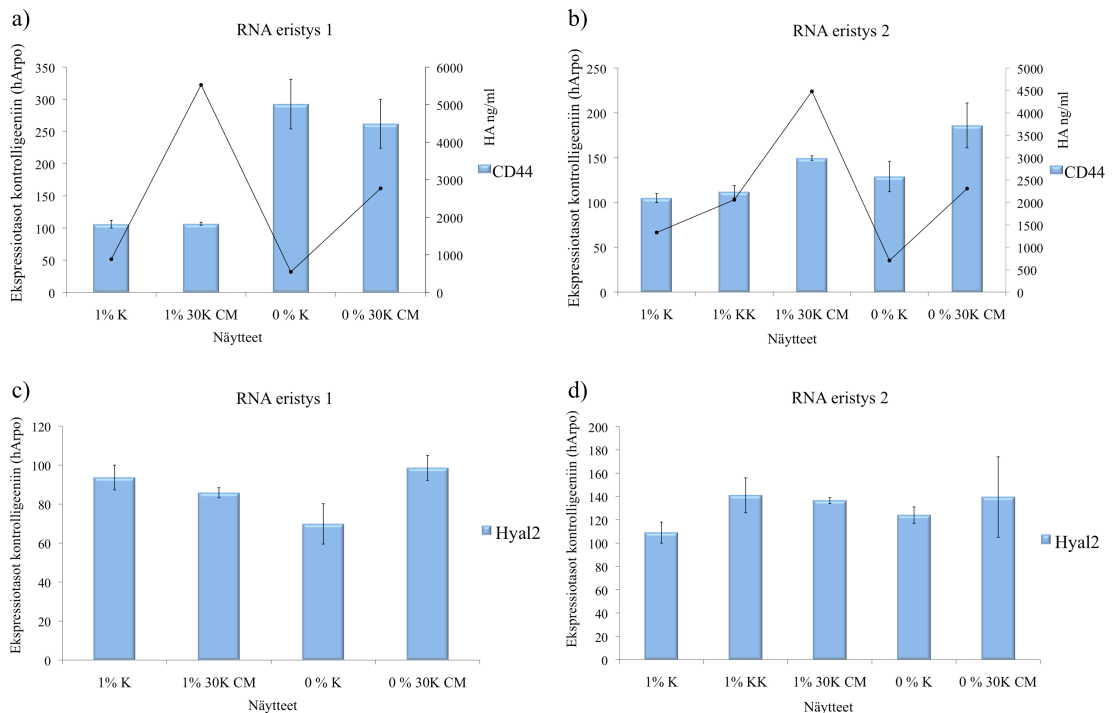 a)
RNA eristys 1
Ekspressiotasot kontrolligeeniin (hArpo)
350
300
250
200
150
100
50
0
6000
5000
4000
3000
2000
1000
0
HA ng/ml
CD44
1% K
1% 30K CM
0 % K
0 % 30K CM
Näytteet
b)
RNA eristys 2
Ekspressiotasot kontrolligeeniin (hArpo)
250
200
150
100
50
0
5000
4500
4000
3500
3000
2500
2000
1500
1000
500
0
HA ng/ml
CD44
1% K
1% KK
1% 30K CM
0 % K
0 % 30K CM
Näytteet
c)
RNA eristys 1
Ekspressiotasot kontrolligeeniin (hArpo)
120
100
80
60
40
20
0
Hyal2
1% K
1% 30K CM
0 % K
0 % 30K CM
Näytteet
d)
RNA eristys 2
Ekspressiotasot kontrolligeeniin (hArpo)
200
180
160
140
120
100
80
60
40
20
0
Hyal2
1% K
1% KK
1% 30K CM
0 % K
0 % 30K CM
Näytteet